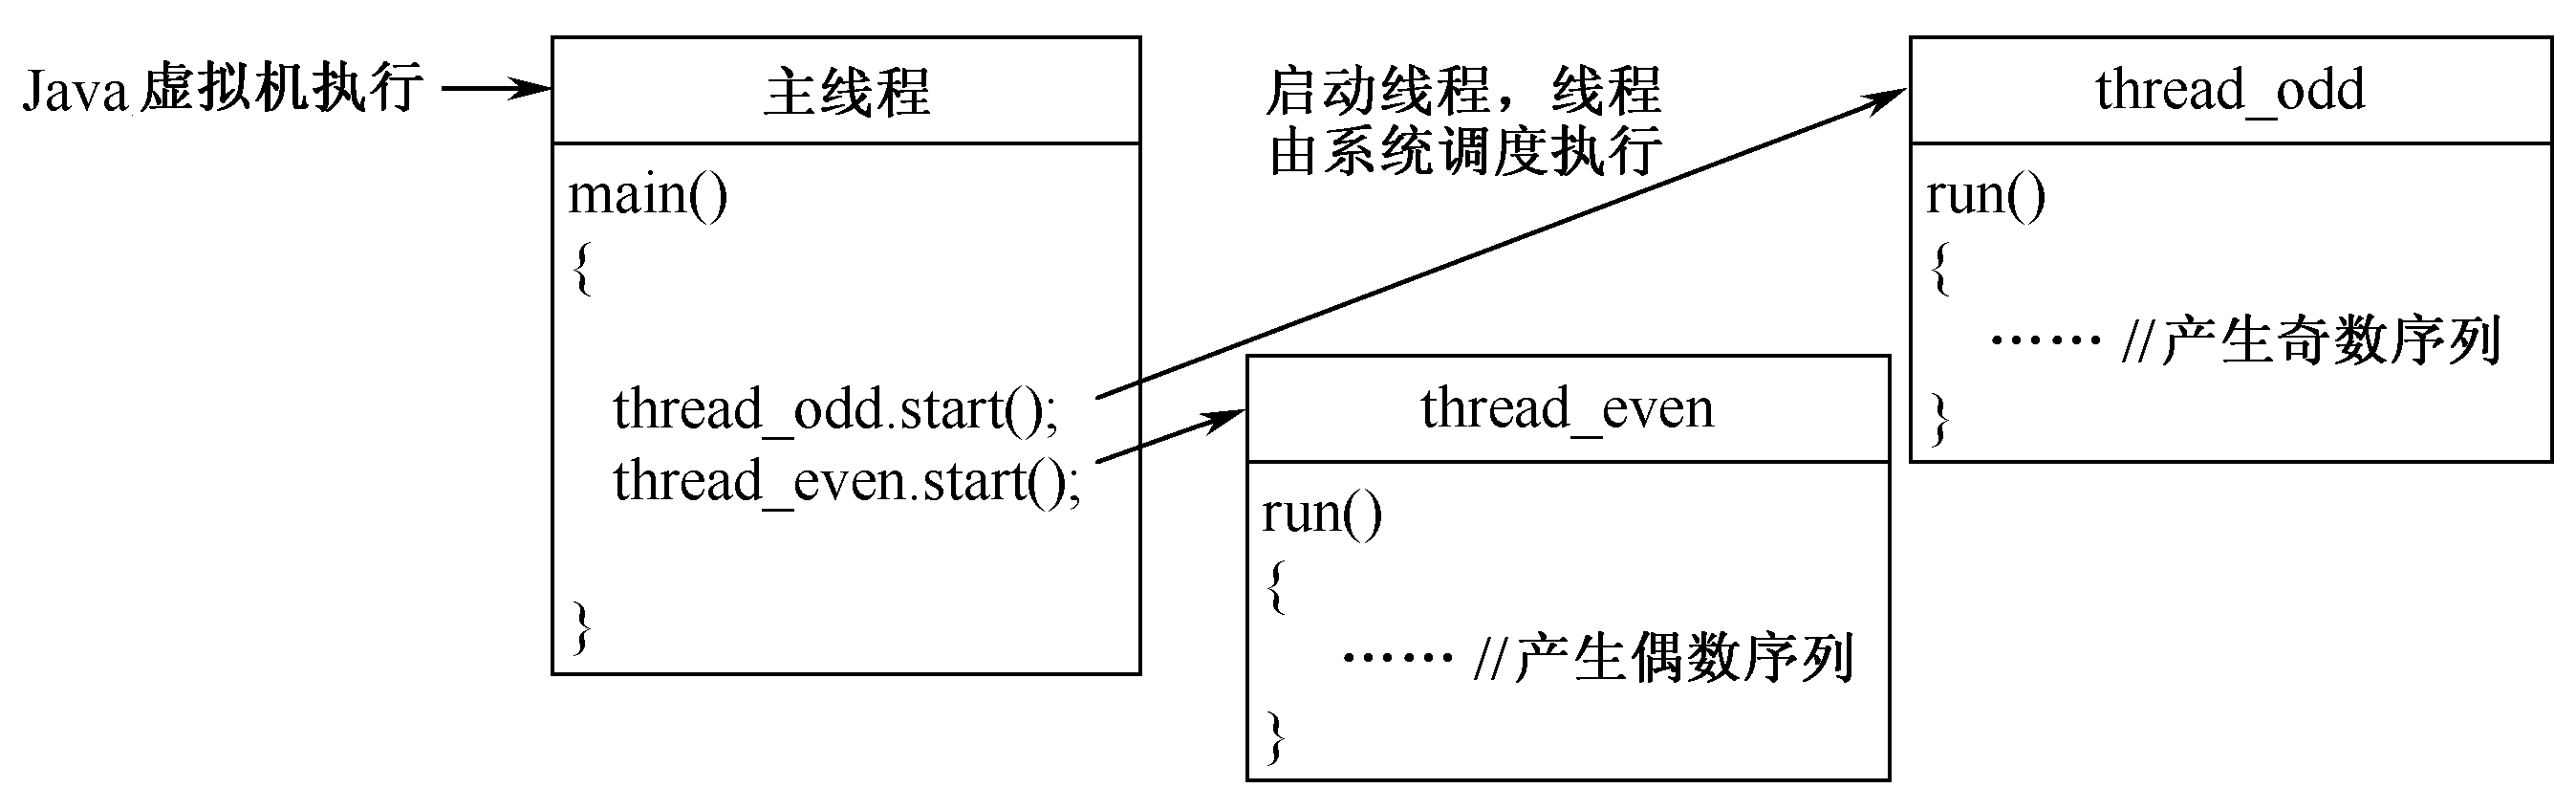 Java 虚拟机执行
主线程
main()
{
thread_odd.start();
thread_even.start();
}
启动线程，线程
由系统调度执行
thread_even
run()
{
…… //产生偶数序列
}
thread_odd
run()
{
…… //产生奇数序列
}